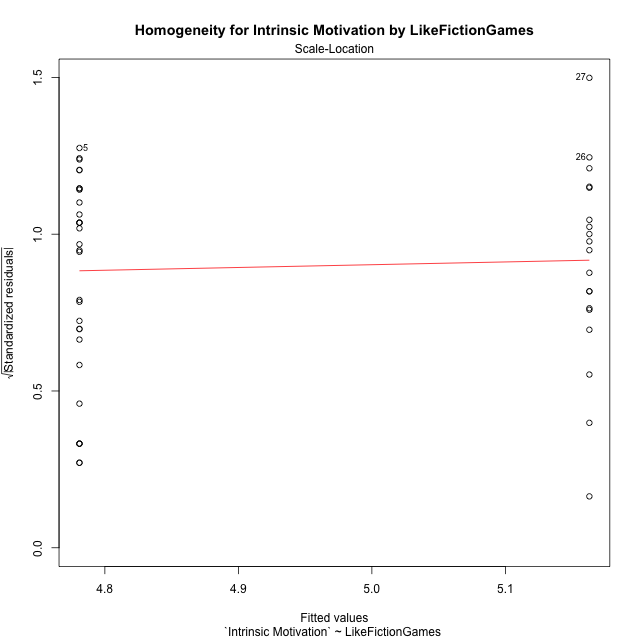 Homogeneity for Intrinsic Motivation by LikeFictionGames
Scale-Location
1.5
1.0
0.5
0.0
√|Standardized residuals|
27
5
26
4.8 4.9 5.0 5.1
Fitted values
`Intrinsic Motivation` ~ LikeFictionGames